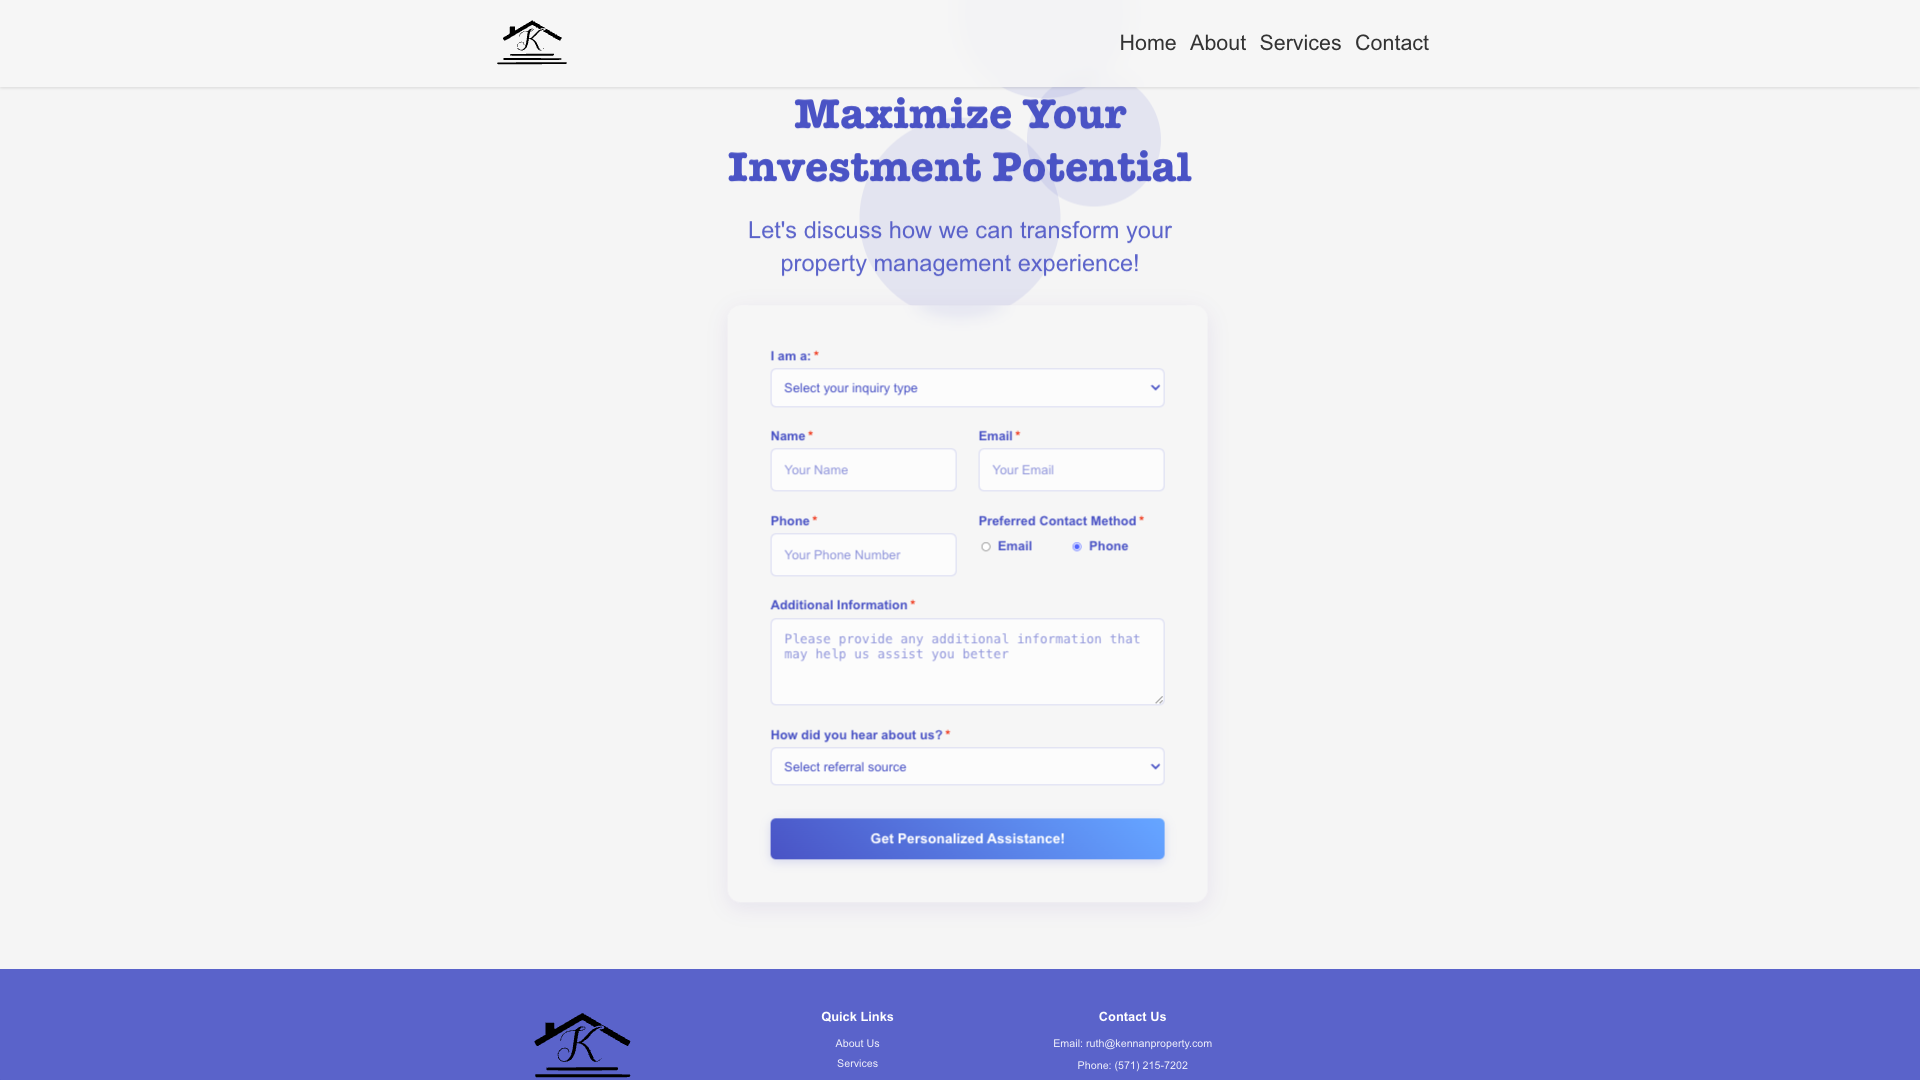 K
Home About Services Contact
Maximize Your
Investment Potential
Let's discuss how we can transform your
property management experience!
I am a: *
Select your inquiry type
Name * Email *
Your Name Your Email
Phone * Preferred Contact Method *
Your Phone Number Email Phone
Additional Information *
Please provide any additional information that
may help us assist you better
How did you hear about us? *
Select referral source
Get Personalized Assistance!
K
Quick Links
About Us
Services
Contact Us
Email: ruth@kennanproperty.com
Phone: (571) 215-7202